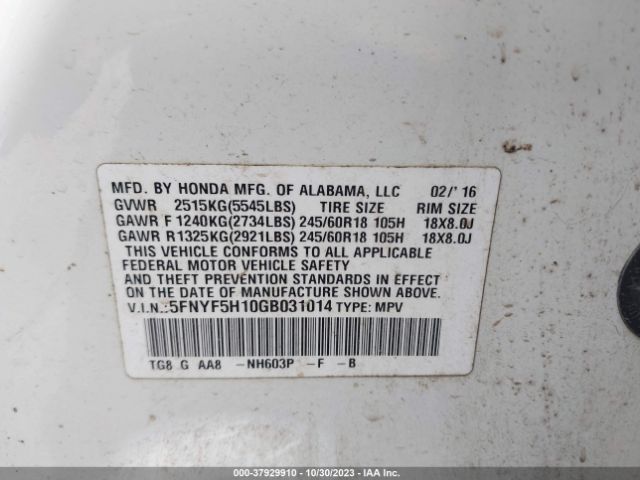 MFD. BY HONDA MFG. OF ALABAMA, LLC 02/'16
GVWR 2515KG(5545LBS) TIRE SIZE RIM SIZE
GAWR F 1240KG(2734LBS) 245/60R18 105H 18X8.0J
GAWR R1325KG(2921LBS) 245/60R18 105H 18X8.0J
THIS VEHICLE CONFORMS TO ALL APPLICABLE
FEDERAL MOTOR VEHICLE SAFETY
AND THEFT PREVENTION STANDARDS IN EFFECT
ON THE DATE OF MANUFACTURE SHOWN ABOVE.
V.I.N.:5FNYF5H10GB031014 TYPE: MPV
TG8 G AA8 -NH603P -F -B
000-37929910 - 10/30/2023 - IAA Inc.